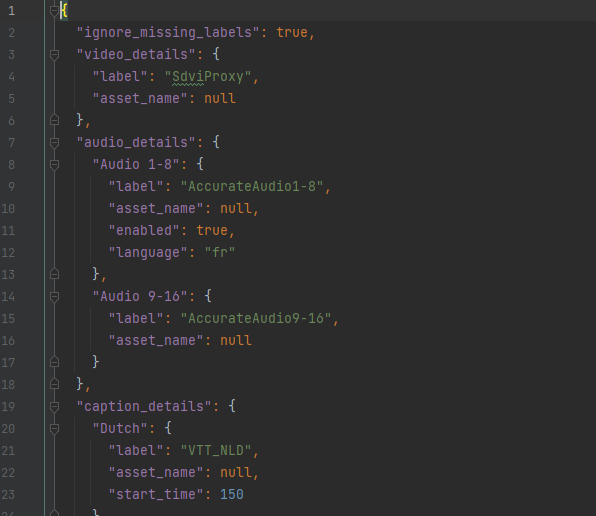 1 {
2 "ignore_missing_labels": true,
3 "video_details": {
4 "label": "SdviProxy",
5 "asset_name": null
6 },
7 "audio_details": {
8 "Audio 1-8": {
9 "label": "AccurateAudio1-8",
10 "asset_name": null,
11 "enabled": true,
12 "language": "fr"
13 },
14 "Audio 9-16": {
15 "label": "AccurateAudio9-16",
16 "asset_name": null
17 }
18 },
19 "caption_details": {
20 "Dutch": {
21 "label": "VTT_NLD",
22 "asset_name": null,
23 "start_time": 150